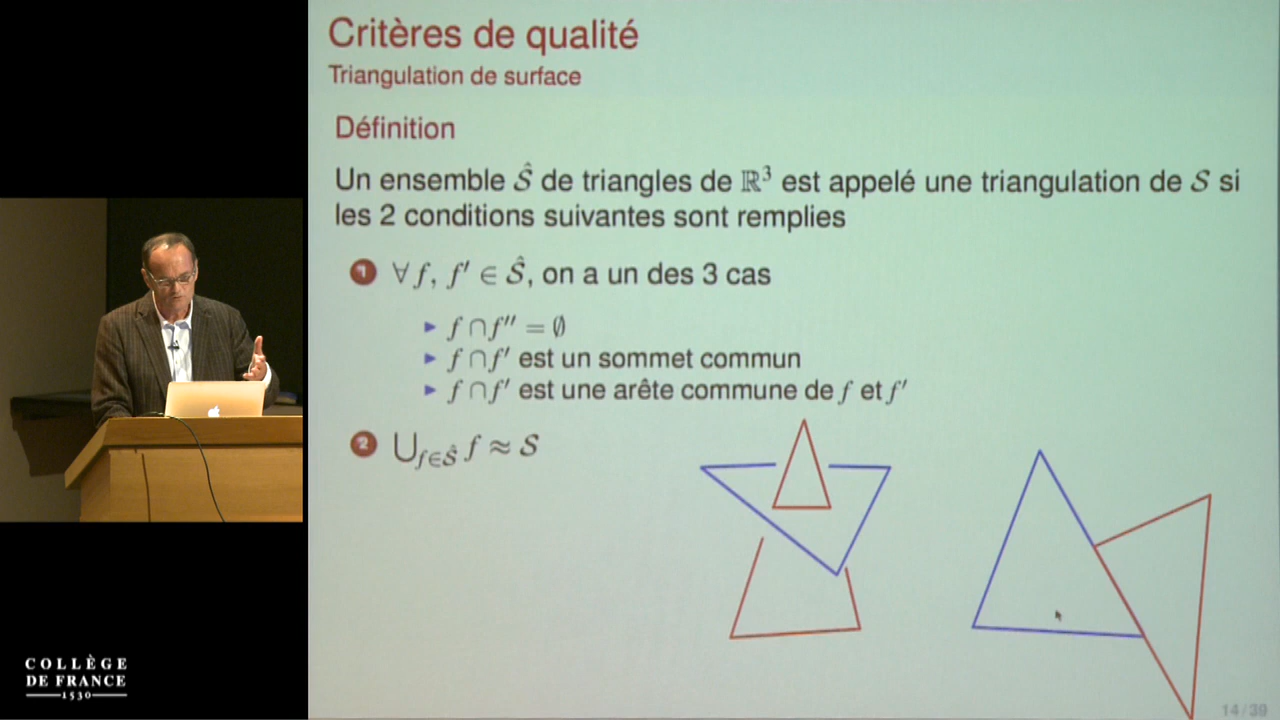 Critères de qualité
Triangulation de surface
Définition
Un ensemble Ŝ de triangles de ℝ³ est appelé une triangulation de S si
les 2 conditions suivantes sont remplies
1 ∀ f, f′ ∈ Ŝ, on a un des 3 cas
▶ f ∩ f″ = ∅
▶ f ∩ f′ est un sommet commun
▶ f ∩ f′ est une arête commune de f et f′
2 ⋃_{f∈Ŝ} f ≈ S
14/39
COLLÈGE
DE FRANCE
1530